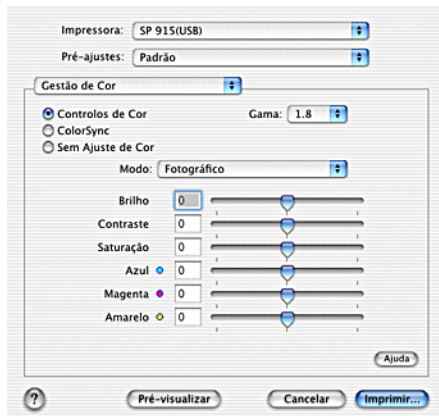 Impressora: SP 915(USB)
Pré-ajustes: Padrão
Gestão de Cor
Controlos de Cor Gama: 1.8
ColorSync
Sem Ajuste de Cor
Modo: Fotográfico
Brilho 0
Contraste 0
Saturação 0
Azul 0
Magenta 0
Amarelo 0
Ajuda
? Pré-visualizar Cancelar Imprimir...